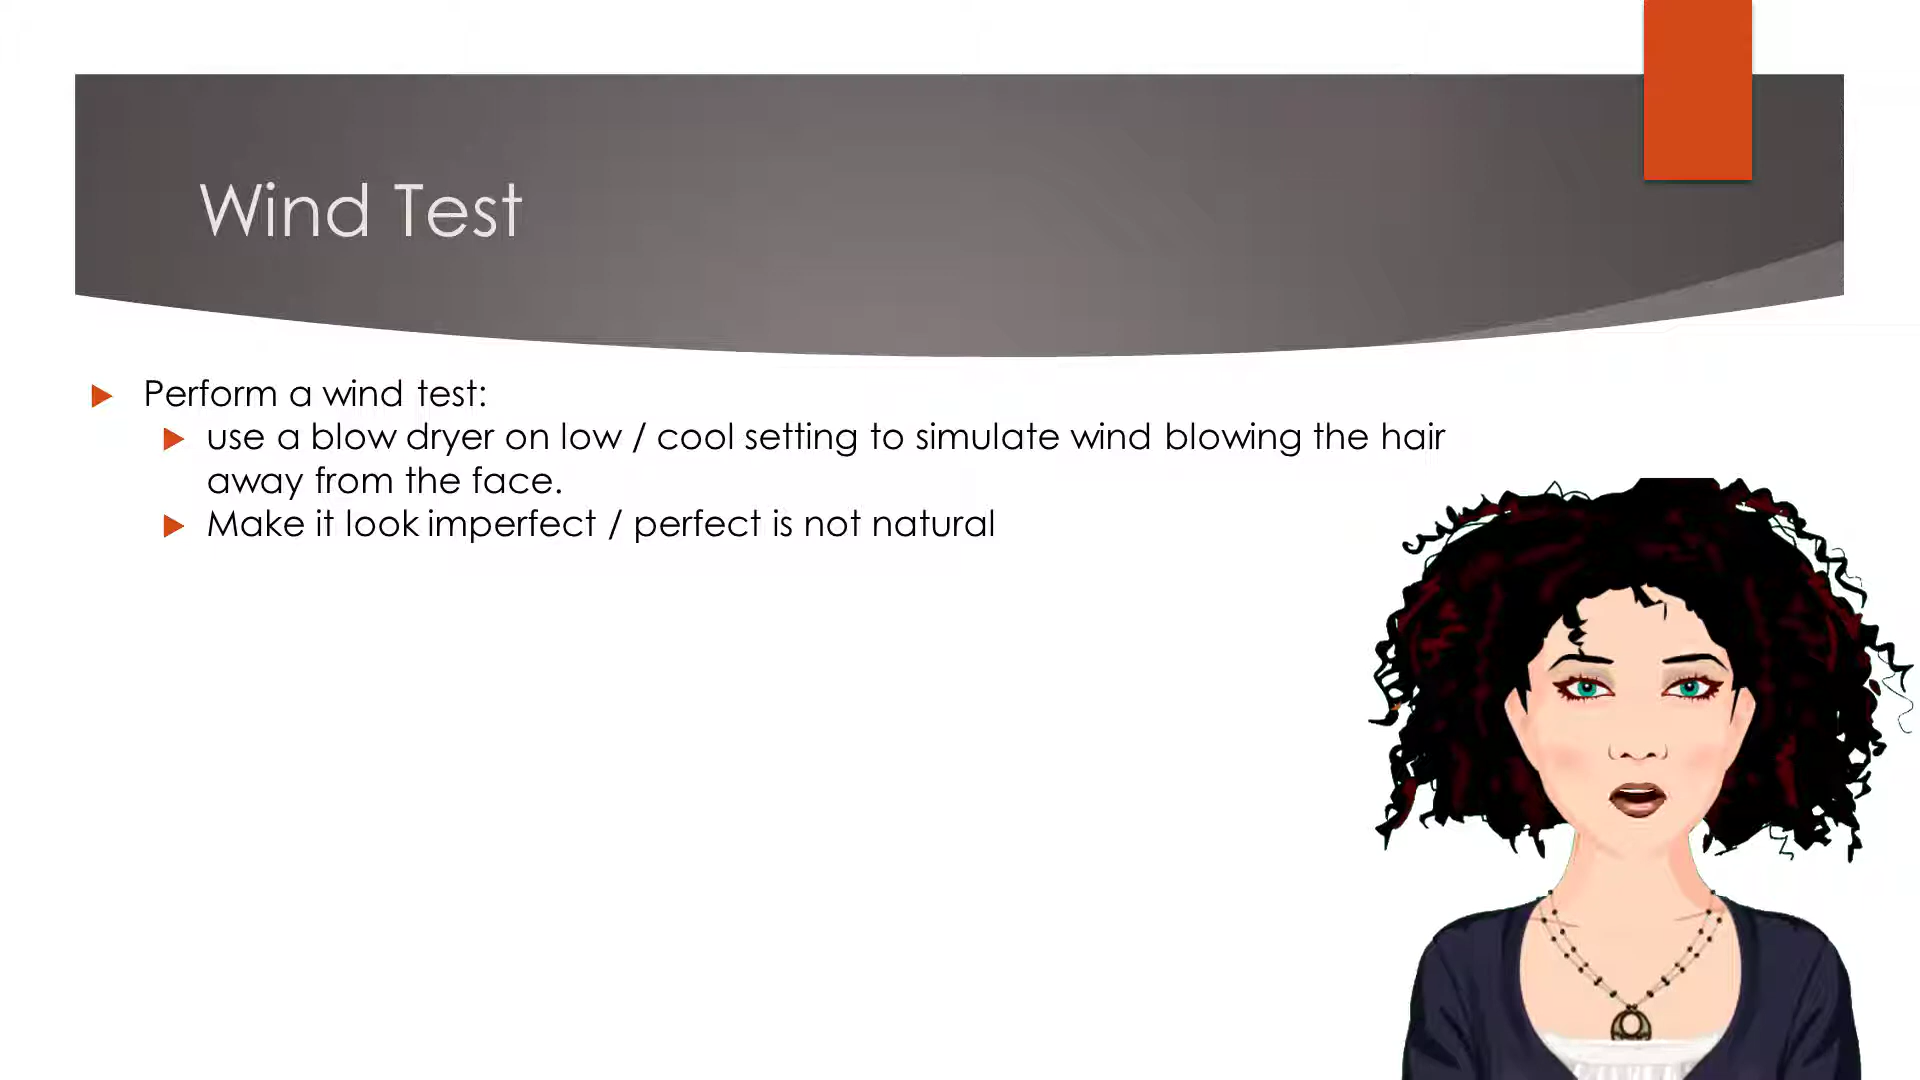 Wind Test
Perform a wind test:
use a blow dryer on low / cool setting to simulate wind blowing the hair
away from the face.
Make it look imperfect / perfect is not natural